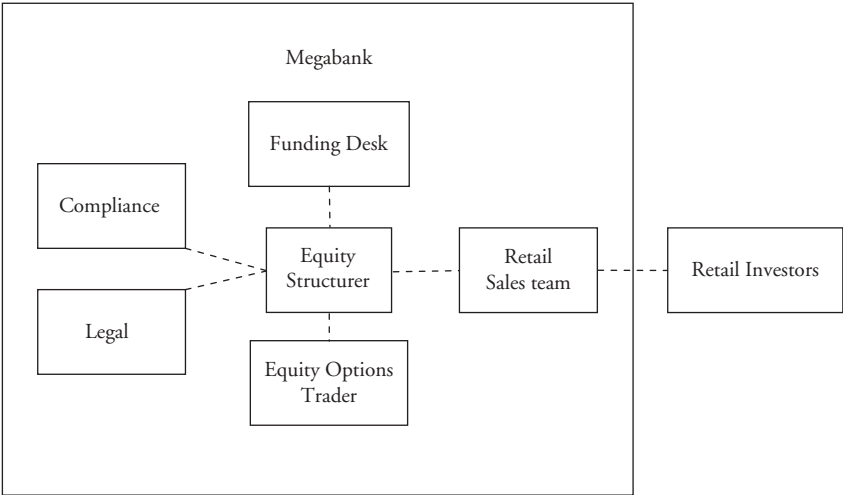 Megabank
Funding Desk
Compliance
Equity
Structurer
Retail
Sales team
Retail Investors
Legal
Equity Options
Trader